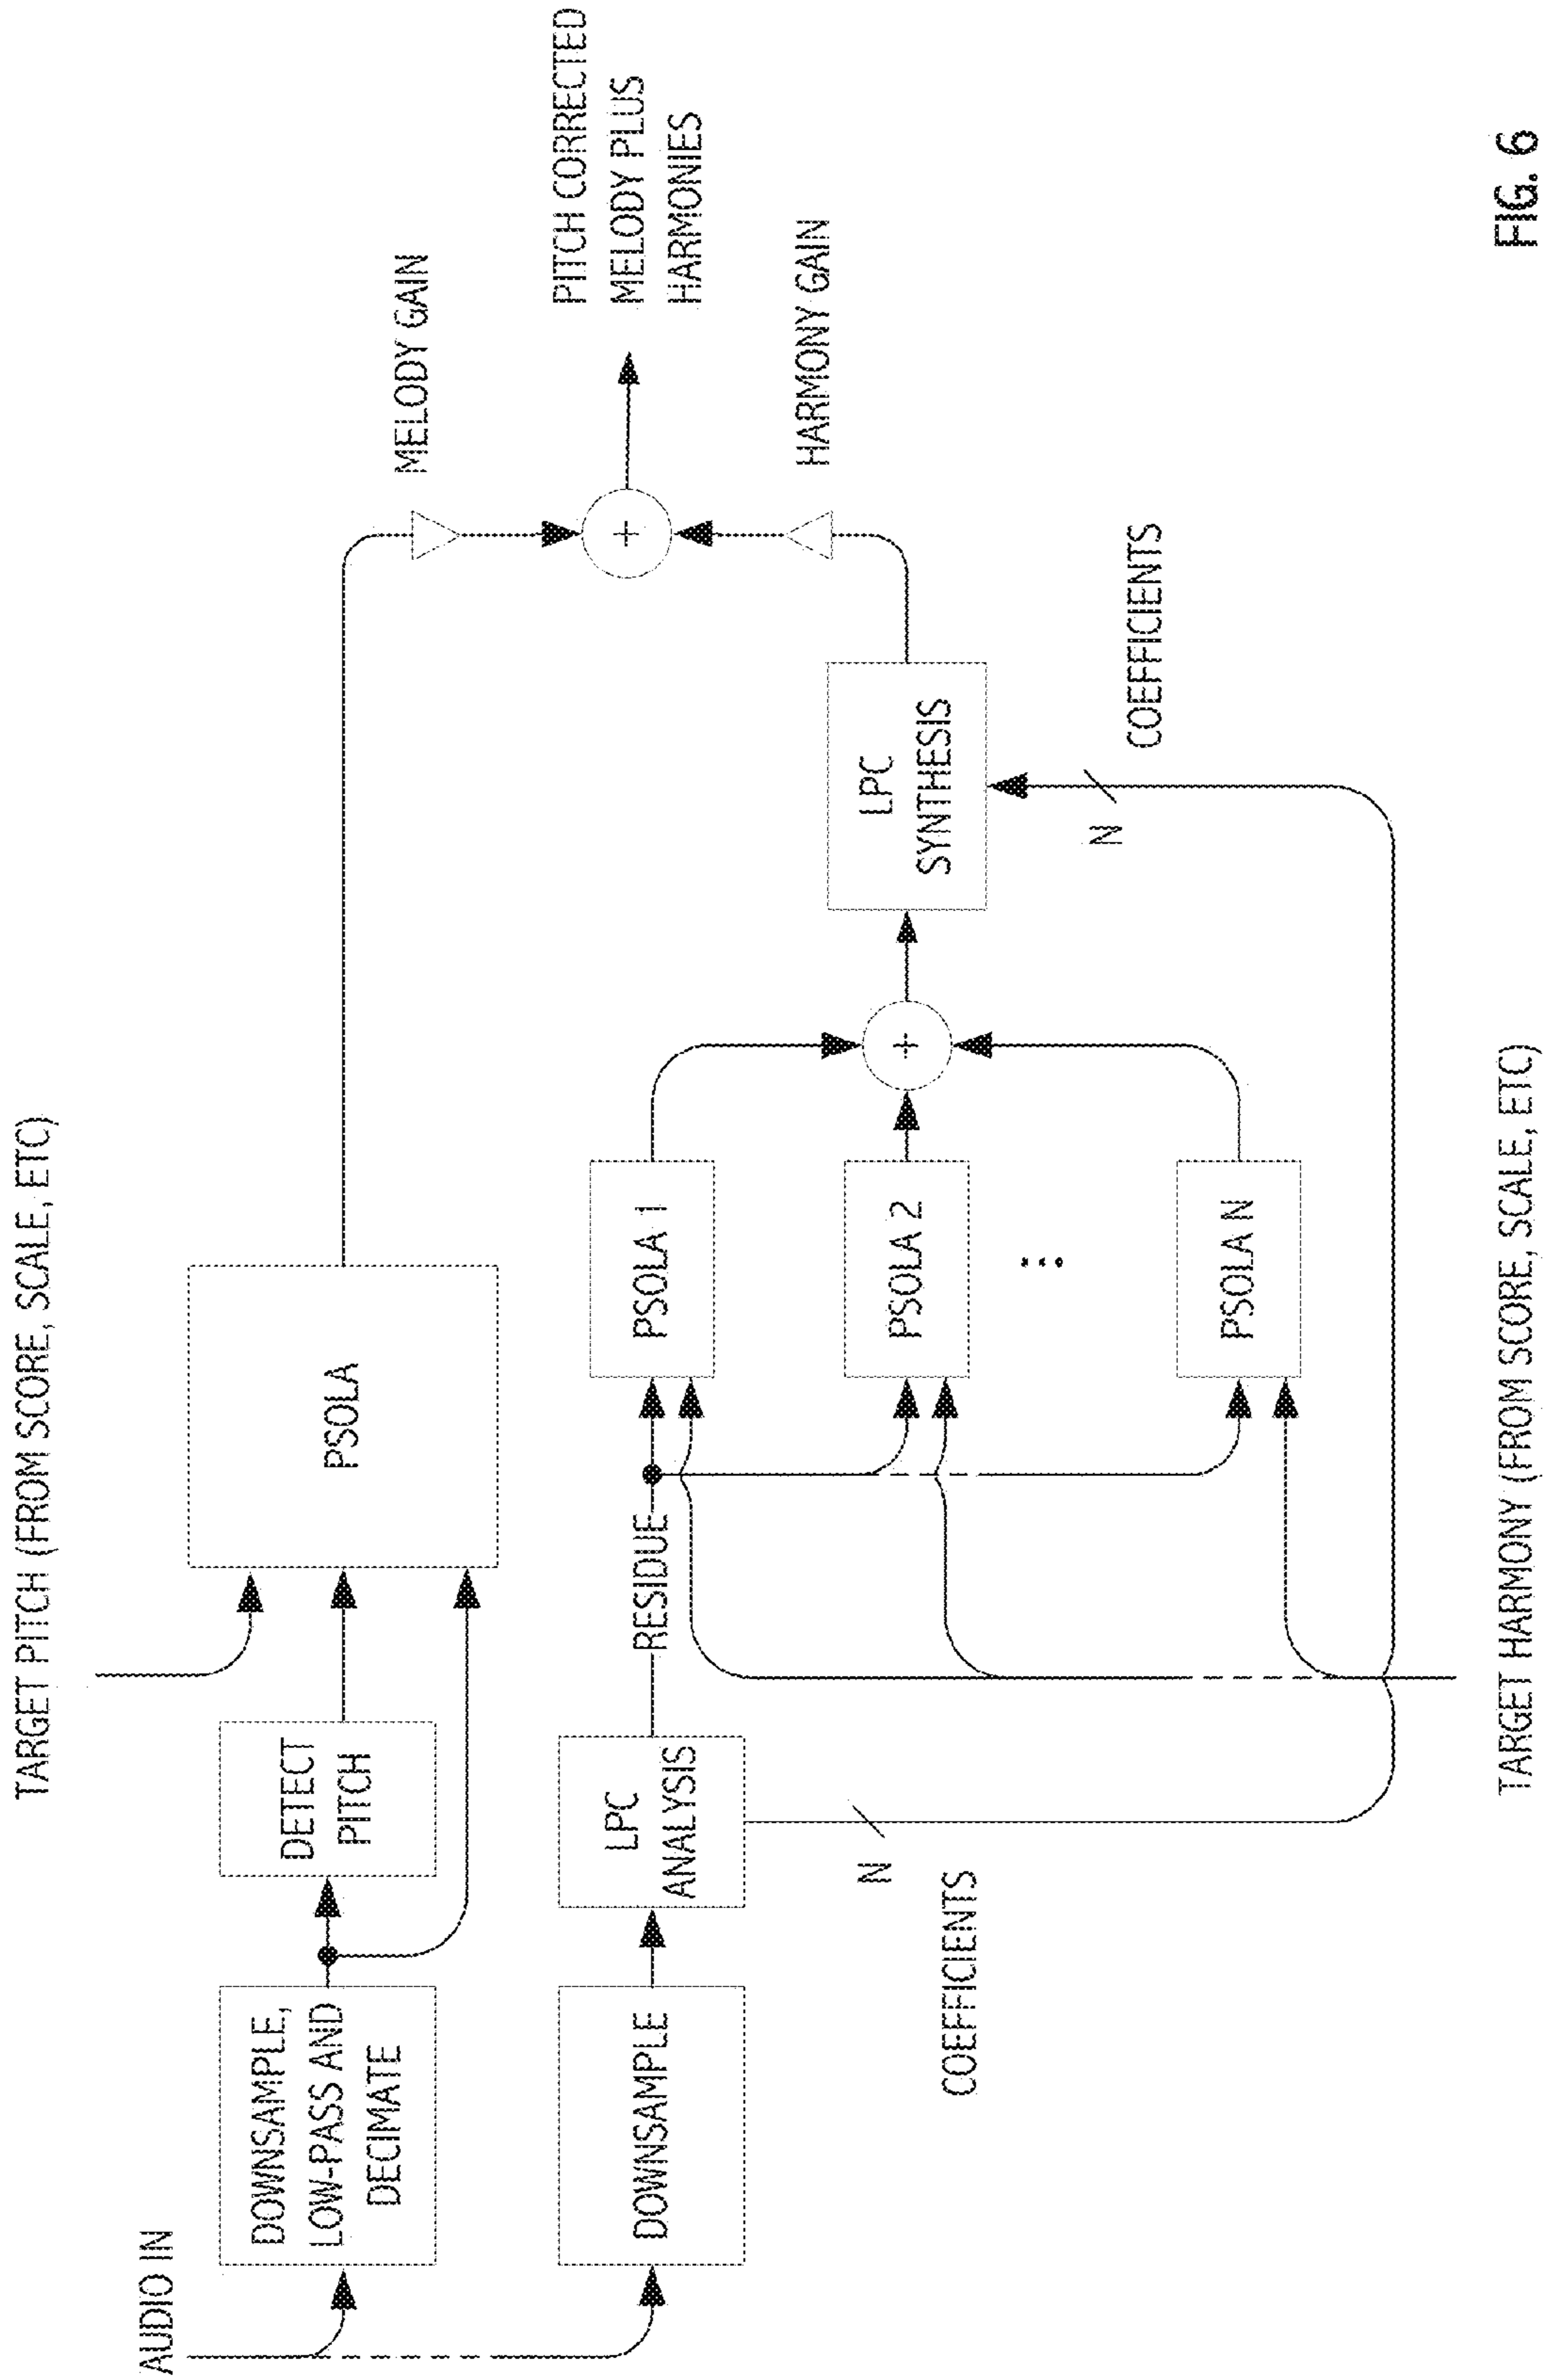 TARGET PITCH (FROM SCORE, SCALE, ETC)
AUDIO IN
DOWNSAMPLE,
LOW-PASS AND
DECIMATE
DETECT
PITCH
PSOLA
MELODY GAIN
PITCH CORRECTED
MELODY PLUS
HARMONIES
HARMONY GAIN
+
DOWNSAMPLE
LPC
ANALYSIS
RESIDUE
PSOLA 1
PSOLA 2
...
PSOLA N
+
LPC
SYNTHESIS
N
COEFFICIENTS
N
COEFFICIENTS
TARGET HARMONY (FROM SCORE, SCALE, ETC)
FIG. 6